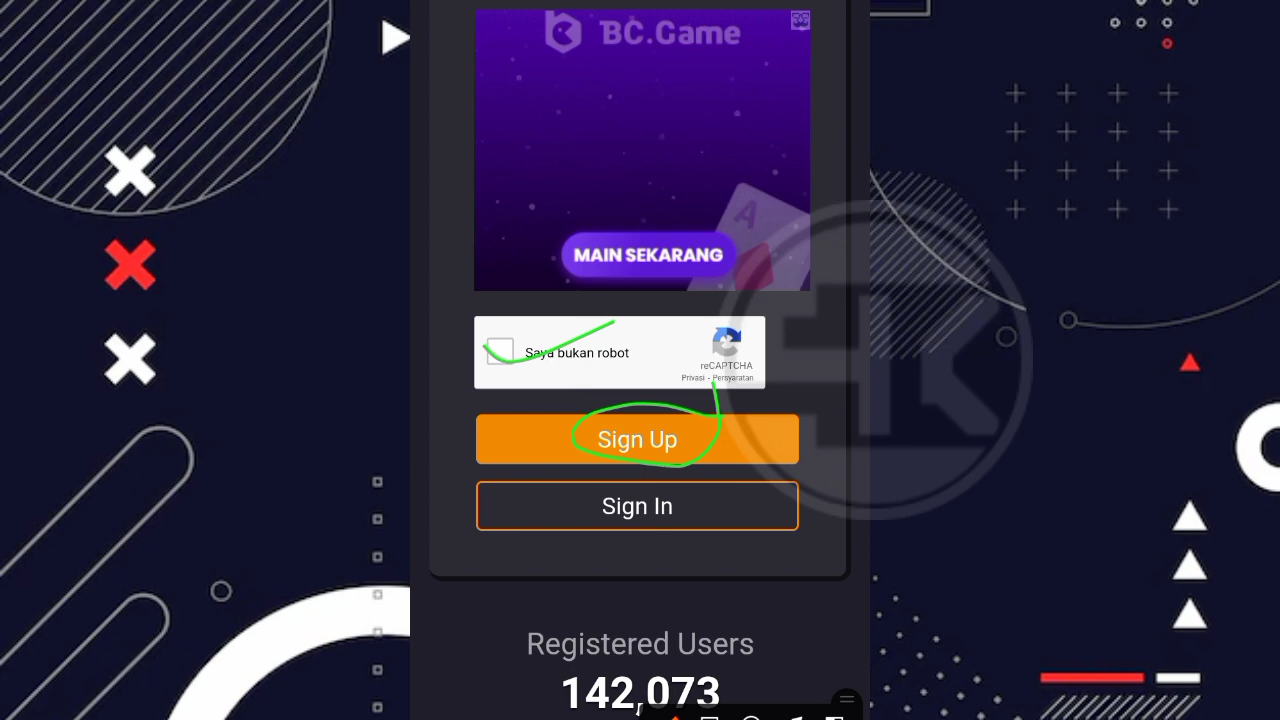 BC.Game
A
MAIN SEKARANG
Saya bukan robot
reCAPTCHA
Privasi - Persyaratan
Sign Up
Sign In
Registered Users
142,073